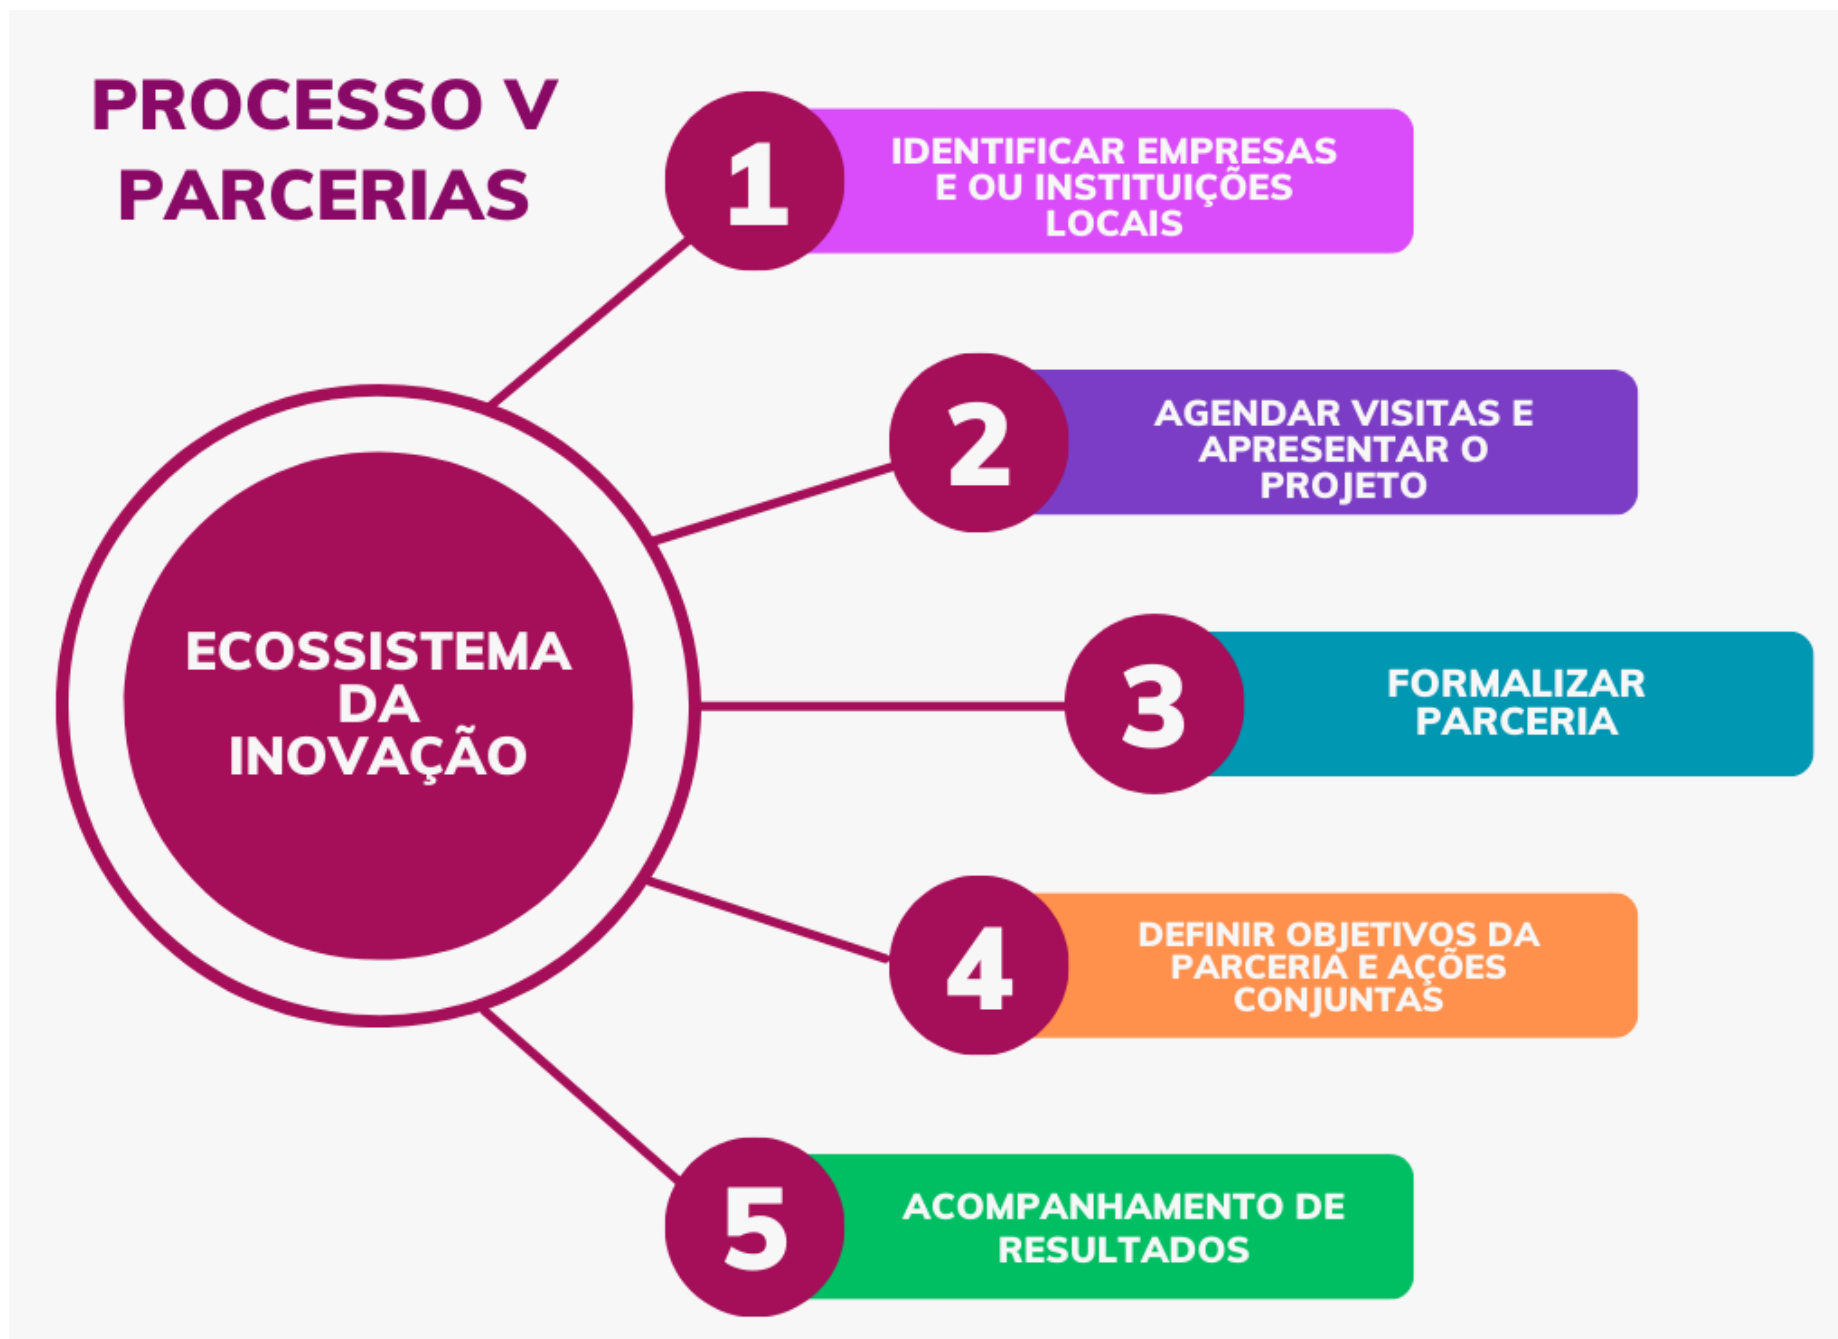 PROCESSO V
PARCERIAS
1
IDENTIFICAR EMPRESAS
E OU INSTITUIÇÕES
LOCAIS
2
AGENDAR VISITAS E
APRESENTAR O
PROJETO
ECOSSISTEMA
DA
INOVAÇÃO
3
FORMALIZAR
PARCERIA
4
DEFINIR OBJETIVOS DA
PARCERIA E AÇÕES
CONJUNTAS
5
ACOMPANHAMENTO DE
RESULTADOS